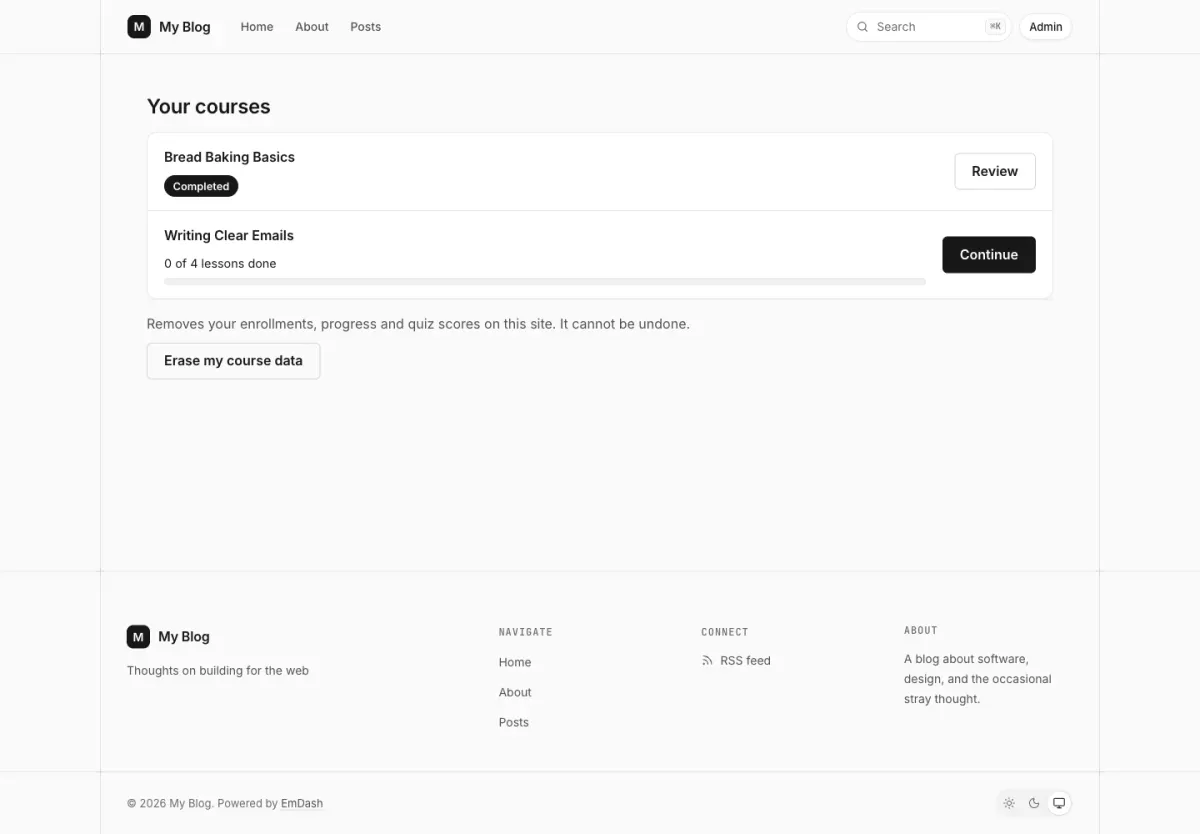 M My Blog Home About Posts Search ⌘K Admin
Your courses
Bread Baking Basics
Completed
Review
Writing Clear Emails
0 of 4 lessons done
Continue
Removes your enrollments, progress and quiz scores on this site. It cannot be undone.
Erase my course data
M My Blog
Thoughts on building for the web
NAVIGATE
Home
About
Posts
CONNECT
RSS feed
ABOUT
A blog about software,
design, and the occasional
stray thought.
© 2026 My Blog. Powered by EmDash